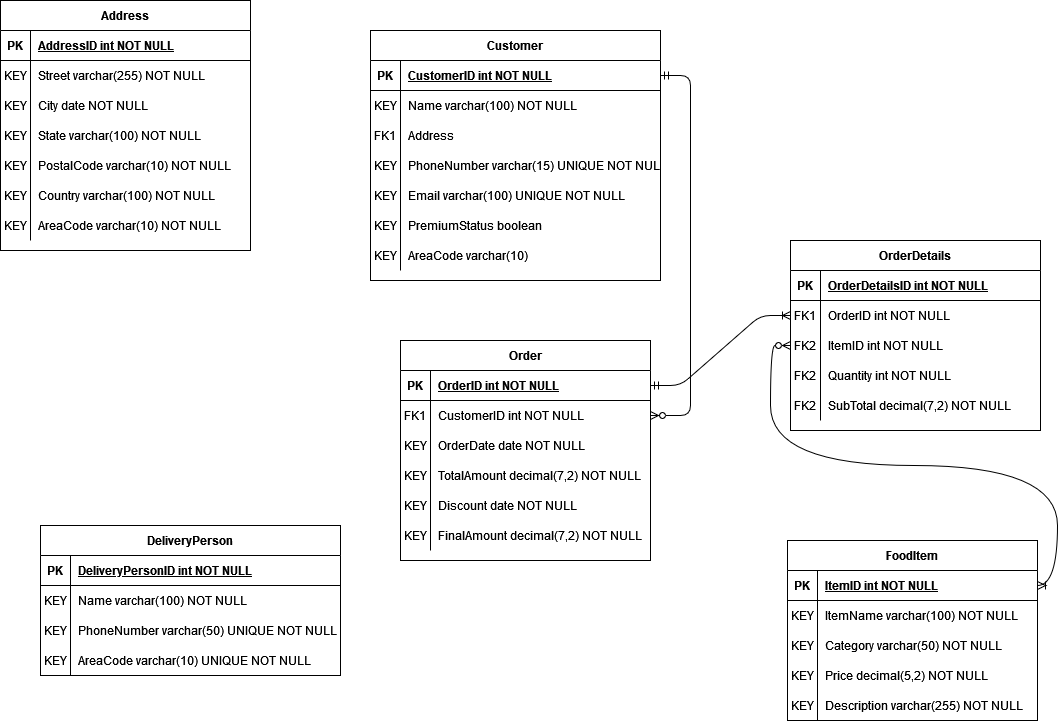 Address
PK AddressID int NOT NULL
KEY Street varchar(255) NOT NULL
KEY City date NOT NULL
KEY State varchar(100) NOT NULL
KEY PostalCode varchar(10) NOT NULL
KEY Country varchar(100) NOT NULL
KEY AreaCode varchar(10) NOT NULL
Customer
PK CustomerID int NOT NULL
KEY Name varchar(100) NOT NULL
FK1 Address
KEY PhoneNumber varchar(15) UNIQUE NOT NUL
KEY Email varchar(100) UNIQUE NOT NULL
KEY PremiumStatus boolean
KEY AreaCode varchar(10)
OrderDetails
PK OrderDetailsID int NOT NULL
FK1 OrderID int NOT NULL
FK2 ItemID int NOT NULL
FK2 Quantity int NOT NULL
FK2 SubTotal decimal(7,2) NOT NULL
Order
PK OrderID int NOT NULL
FK1 CustomerID int NOT NULL
KEY OrderDate date NOT NULL
KEY TotalAmount decimal(7,2) NOT NULL
KEY Discount date NOT NULL
KEY FinalAmount decimal(7,2) NOT NULL
DeliveryPerson
PK DeliveryPersonID int NOT NULL
KEY Name varchar(100) NOT NULL
KEY PhoneNumber varchar(50) UNIQUE NOT NULL
KEY AreaCode varchar(10) UNIQUE NOT NULL
FoodItem
PK ItemID int NOT NULL
KEY ItemName varchar(100) NOT NULL
KEY Category varchar(50) NOT NULL
KEY Price decimal(5,2) NOT NULL
KEY Description varchar(255) NOT NULL